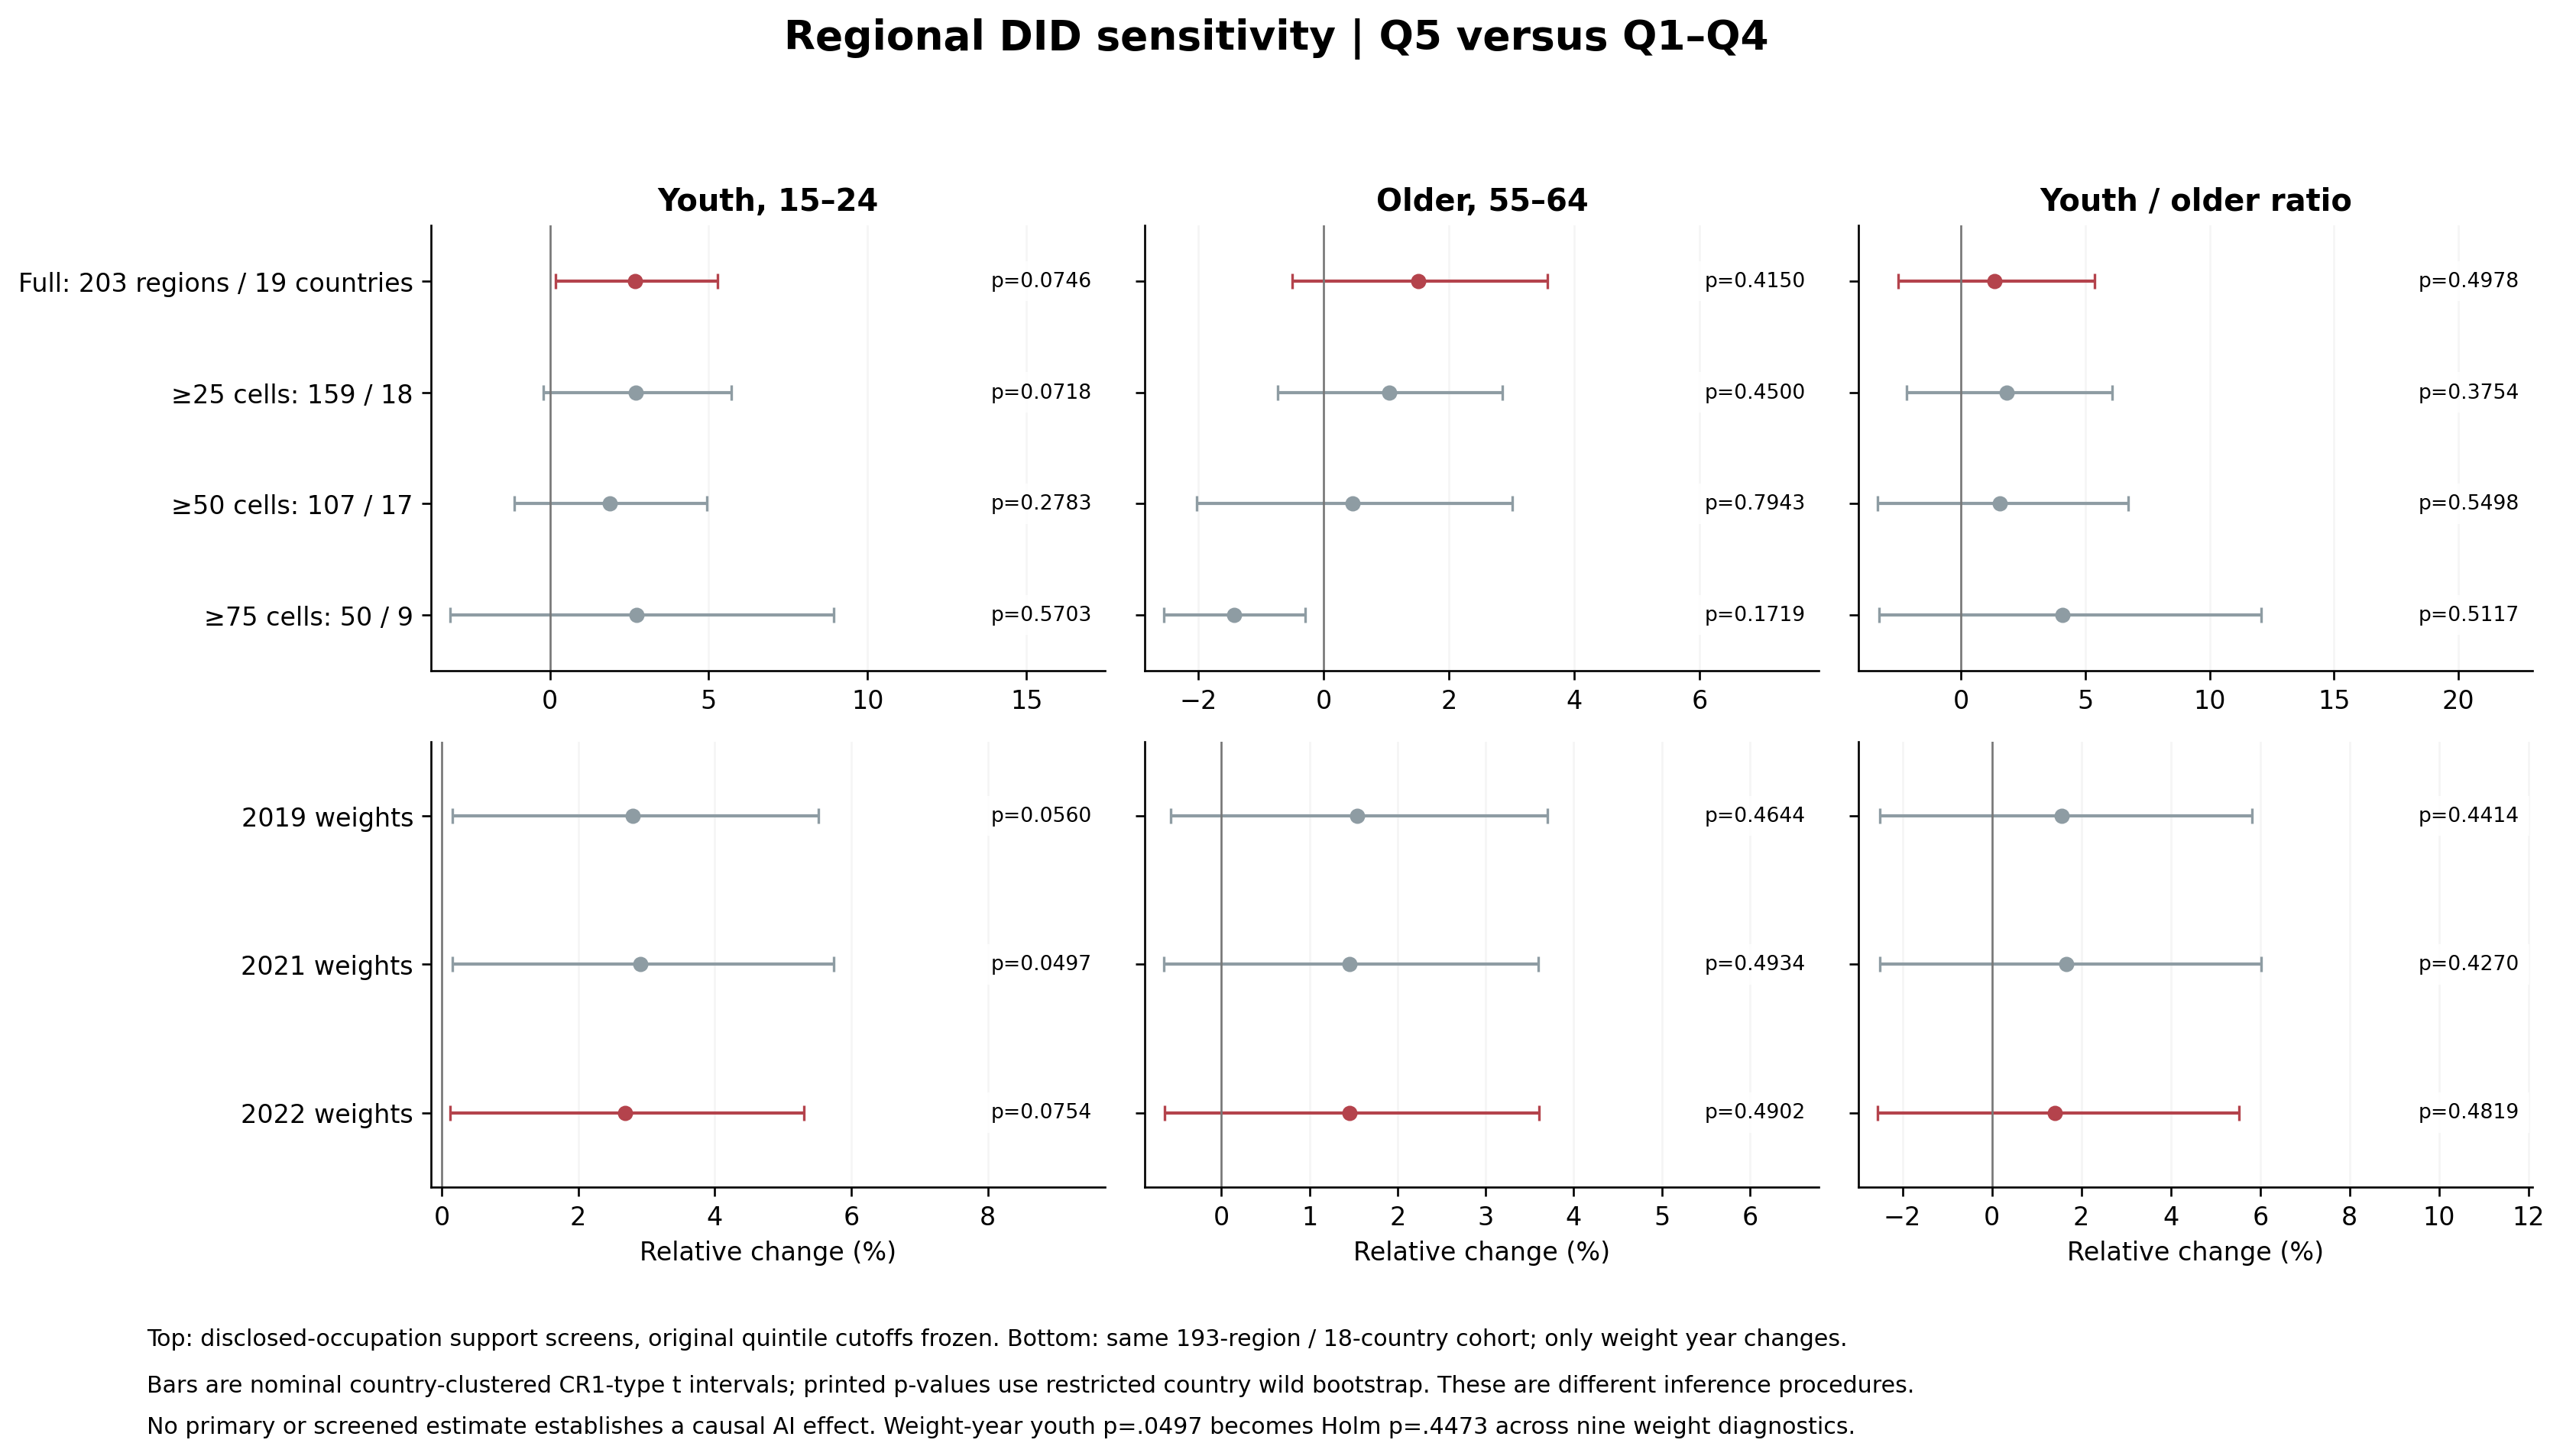 Regional DID sensitivity | Q5 versus Q1–Q4
Youth, 15–24
Older, 55–64
Youth / older ratio
Full: 203 regions / 19 countries
p=0.0746
p=0.4150
p=0.4978
≥25 cells: 159 / 18
p=0.0718
p=0.4500
p=0.3754
≥50 cells: 107 / 17
p=0.2783
p=0.7943
p=0.5498
≥75 cells: 50 / 9
p=0.5703
p=0.1719
p=0.5117
0 5 10 15
−2 0 2 4 6
0 5 10 15 20
2019 weights
p=0.0560
p=0.4644
p=0.4414
2021 weights
p=0.0497
p=0.4934
p=0.4270
2022 weights
p=0.0754
p=0.4902
p=0.4819
0 2 4 6 8
0 1 2 3 4 5 6
−2 0 2 4 6 8 10 12
Relative change (%)
Relative change (%)
Relative change (%)
Top: disclosed-occupation support screens, original quintile cutoffs frozen. Bottom: same 193-region / 18-country cohort; only weight year changes.
Bars are nominal country-clustered CR1-type t intervals; printed p-values use restricted country wild bootstrap. These are different inference procedures.
No primary or screened estimate establishes a causal AI effect. Weight-year youth p=.0497 becomes Holm p=.4473 across nine weight diagnostics.